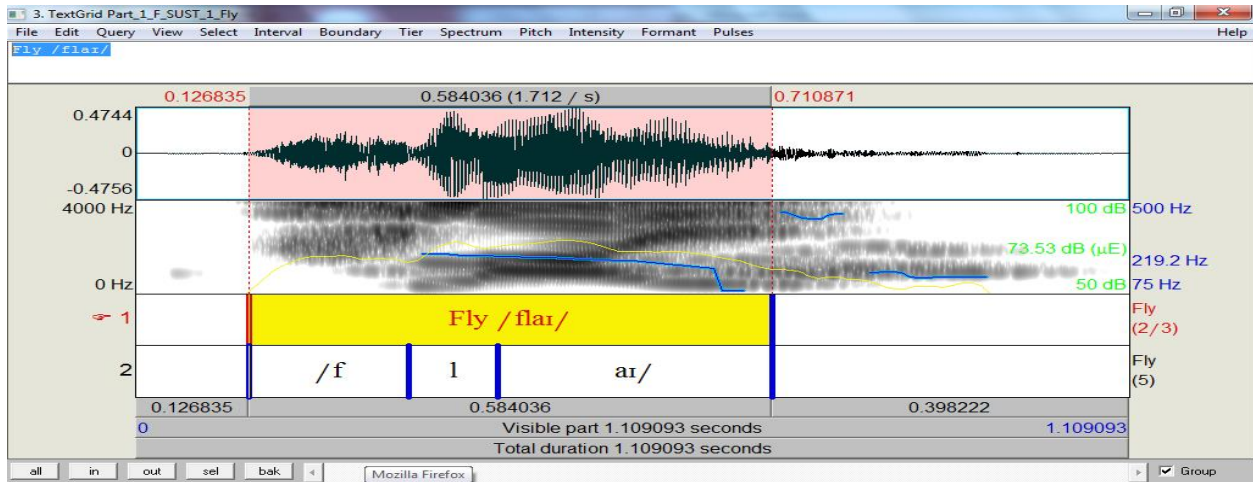 3. TextGrid Part_1_F_SUST_1_Fly
File Edit Query View Select Interval Boundary Tier Spectrum Pitch Intensity Formant Pulses Help
Fly /flaɪ/
0.126835 0.584036 (1.712 / s) 0.710871
0.4744
0
-0.4756
4000 Hz 100 dB 500 Hz
73.53 dB (µE)
219.2 Hz
0 Hz 50 dB 75 Hz
1 Fly /flaɪ/ Fly
(2/3)
2 /f l aɪ/ Fly
(5)
0.126835 0.584036 0.398222
0 Visible part 1.109093 seconds 1.109093
Total duration 1.109093 seconds
all in out sel bak Mozilla Firefox Group